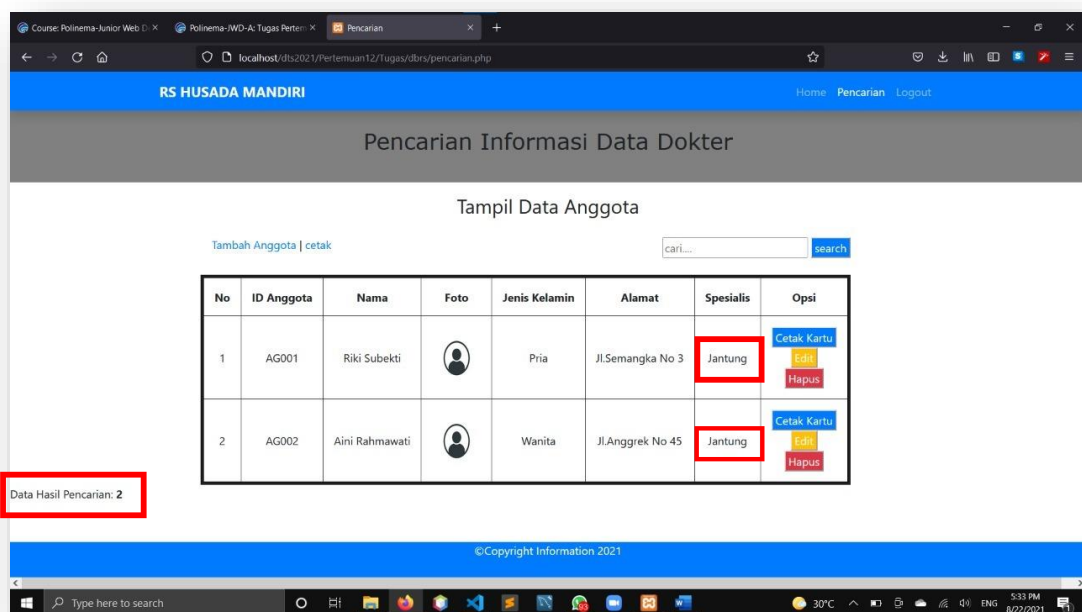 Course: Polinema-Junior Web D
Polinema-JWD-A: Tugas Pertem
Pencarian
localhost/dts2021/Pertemuan12/Tugas/dbrs/pencarian.php
RS HUSADA MANDIRI
Home Pencarian Logout
Pencarian Informasi Data Dokter
Tampil Data Anggota
Tambah Anggota | cetak
cari....
search
No ID Anggota Nama Foto Jenis Kelamin Alamat Spesialis Opsi
1 AG001 Riki Subekti Pria Jl.Semangka No 3 Jantung
Cetak Kartu
Edit
Hapus
2 AG002 Aini Rahmawati Wanita Jl.Anggrek No 45 Jantung
Cetak Kartu
Edit
Hapus
Data Hasil Pencarian: 2
©Copyright Information 2021
Type here to search
30°C
ENG
5:33 PM
8/22/2021